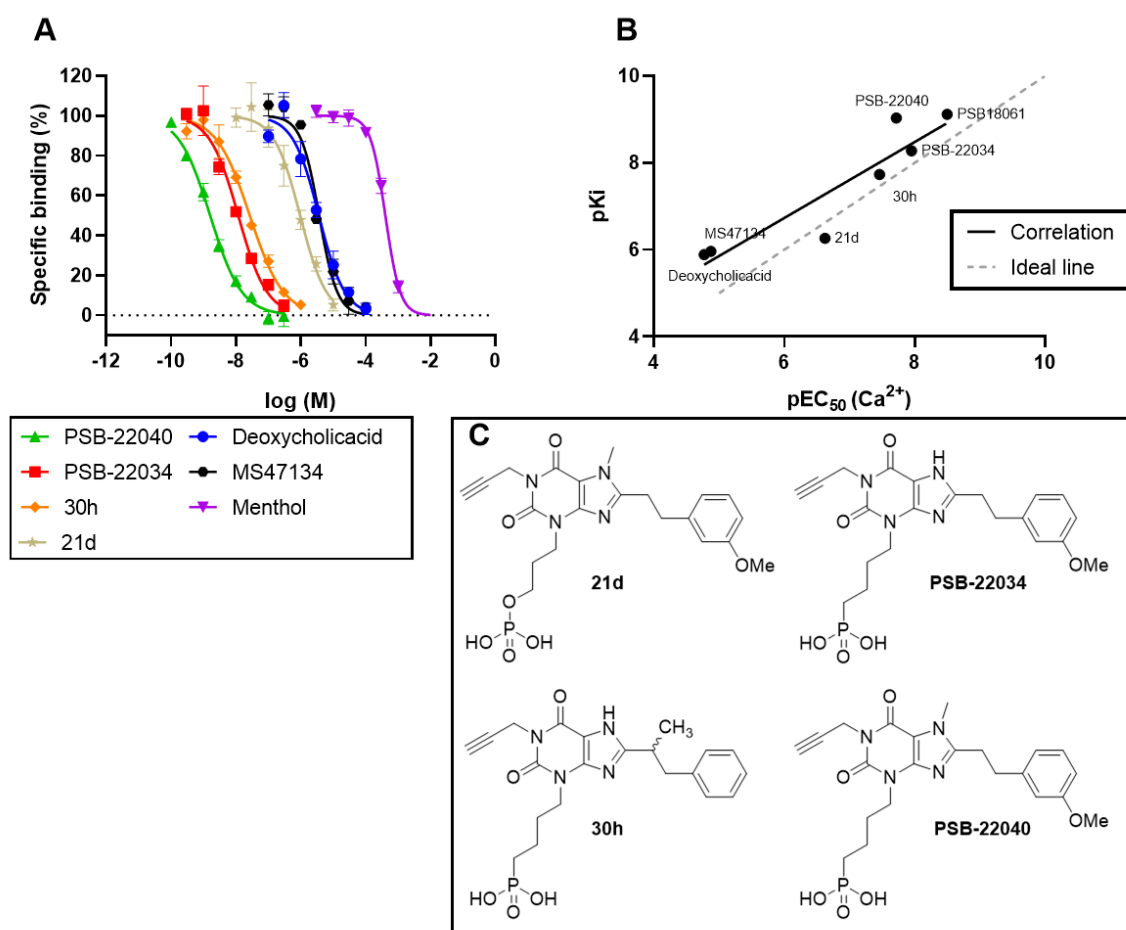 A
Specific binding (%)
120
100
80
60
40
20
0
-12 -10 -8 -6 -4 -2 0
log (M)
PSB-22040
PSB-22034
30h
21d
Deoxycholicacid
MS47134
Menthol
B
pKi
10
8
6
4
4 6 8 10
pEC50 (Ca2+)
PSB-22040
PSB18061
PSB-22034
30h
MS47134
21d
Deoxycholicacid
Correlation
Ideal line
C
O
N
N
O
N
N
OMe
O
HO P OH
O
21d
O
H
N
N
O
N
N
OMe
HO P OH
O
PSB-22034
O
H
N
CH3
N
O
N
N
HO P OH
O
30h
O
N
N
O
N
N
OMe
HO P OH
O
PSB-22040